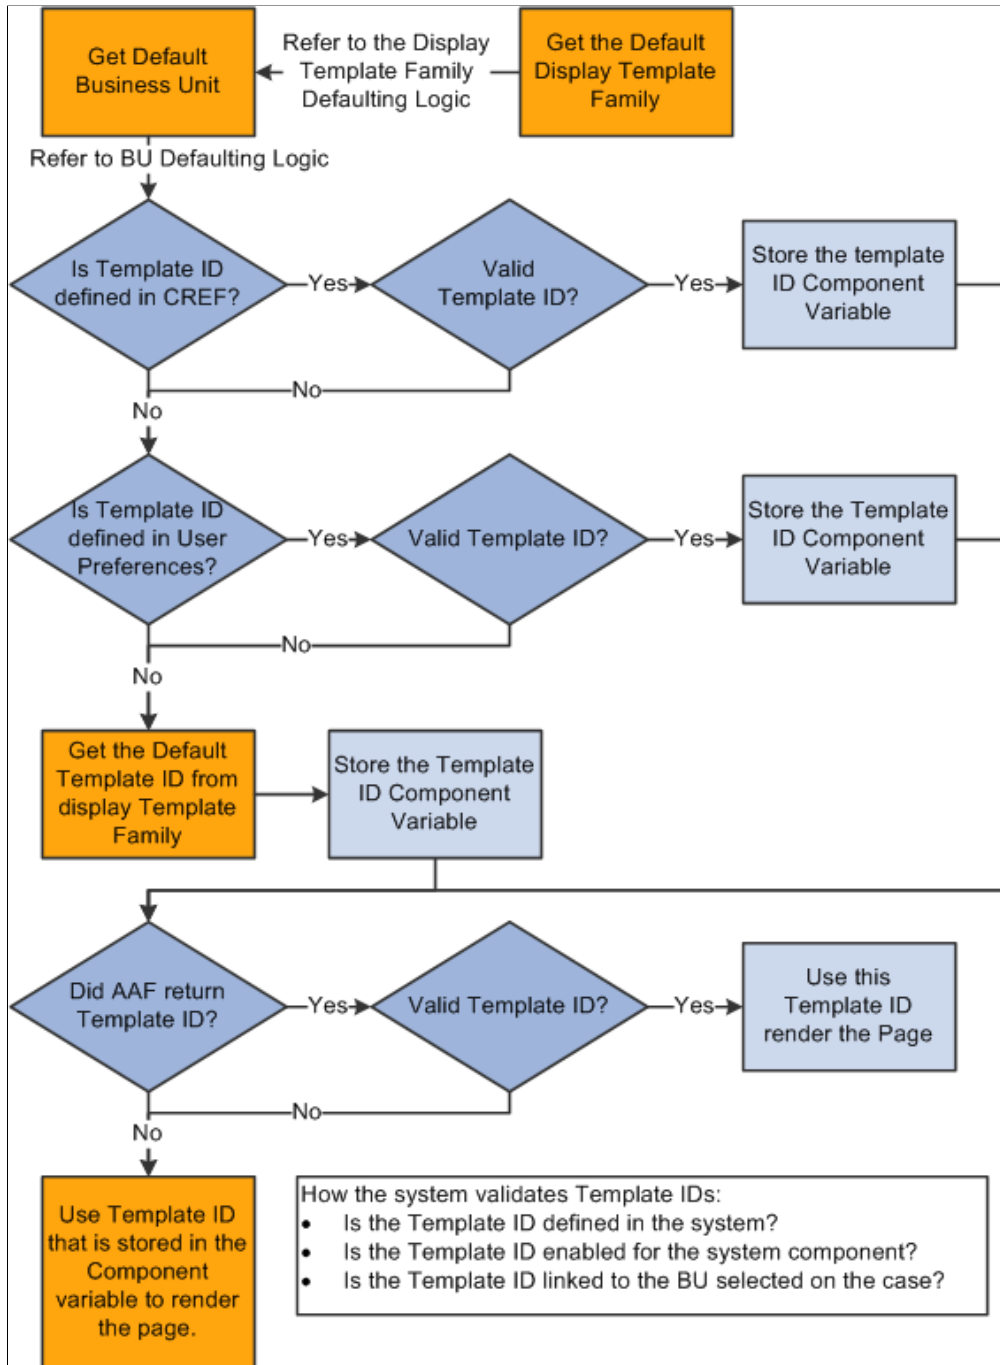 Get Default
Business Unit
Refer to the Display
Template Family
Defaulting Logic
Get the Default
Display Template
Family
Refer to BU Defaulting Logic
Is Template ID
defined in CREF?
Yes
Valid
Template ID?
Yes
Store the template
ID Component
Variable
No
No
Is Template ID
defined in User
Preferences?
Yes
Valid Template ID?
Yes
Store the Template
ID Component
Variable
No
No
Get the Default
Template ID from
display Template
Family
Store the Template
ID Component
Variable
Did AAF return
Template ID?
Yes
Valid Template ID?
Yes
Use this
Template ID
render the Page
No
No
Use Template ID
that is stored in the
Component
variable to render
the page.
How the system validates Template IDs:
• Is the Template ID defined in the system?
• Is the Template ID enabled for the system component?
• Is the Template ID linked to the BU selected on the case?